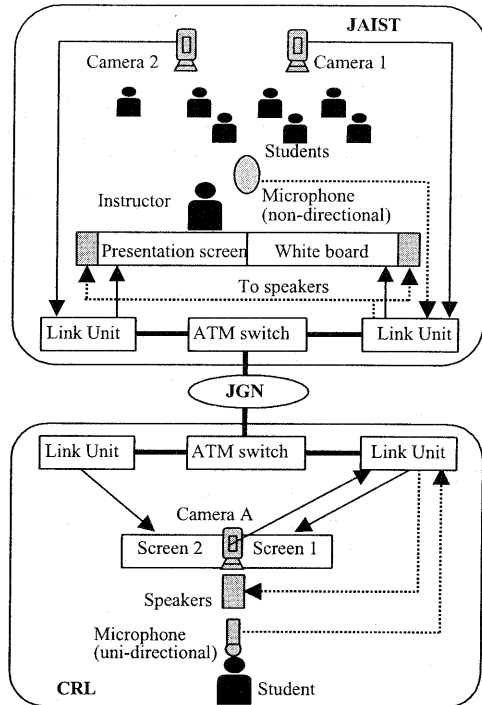 JAIST
Camera 2
Camera 1
Students
Instructor
Microphone
(non-directional)
Presentation screen
White board
To speakers
Link Unit
ATM switch
Link Unit
JGN
Link Unit
ATM switch
Link Unit
Camera A
Screen 2
Screen 1
Speakers
Microphone
(uni-directional)
CRL
Student